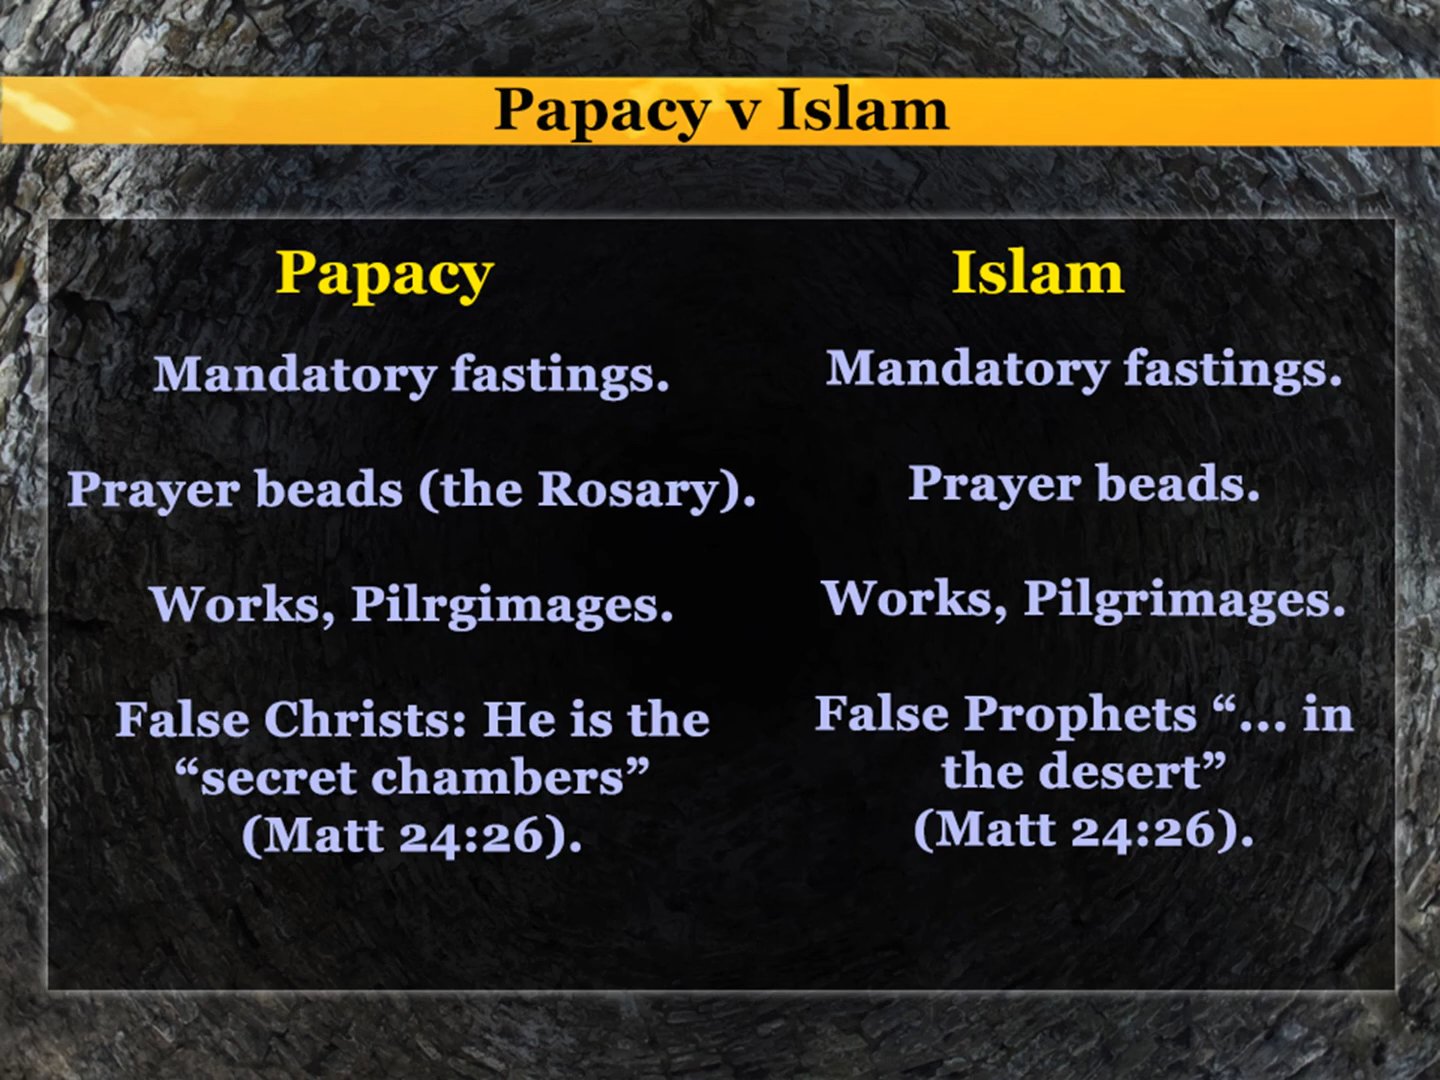 Papacy v Islam
Papacy
Mandatory fastings.
Prayer beads (the Rosary).
Works, Pilrgimages.
False Christs: He is the
“secret chambers”
(Matt 24:26).
Islam
Mandatory fastings.
Prayer beads.
Works, Pilgrimages.
False Prophets “... in
the desert”
(Matt 24:26).